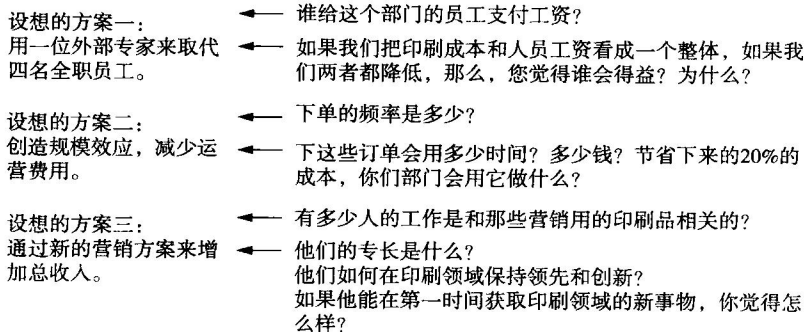 设想的方案一：
用一位外部专家来取代
四名全职员工。
谁给这个部门的员工支付工资？
如果我们把印刷成本和人员工资看成一个整体，如果我
们两者都降低，那么，您觉得谁会得益？为什么？
设想的方案二：
创造规模效应，减少运
营费用。
下单的频率是多少？
下这些订单会用多少时间？多少钱？节省下来的20%的
成本，你们部门会用它做什么？
设想的方案三：
通过新的营销方案来增
加总收入。
有多少人的工作是和那些营销用的印刷品相关的？
他们的专长是什么？
他们如何在印刷领域保持领先和创新？
如果他能在第一时间获取印刷领域的新事物，你觉得怎
么样？